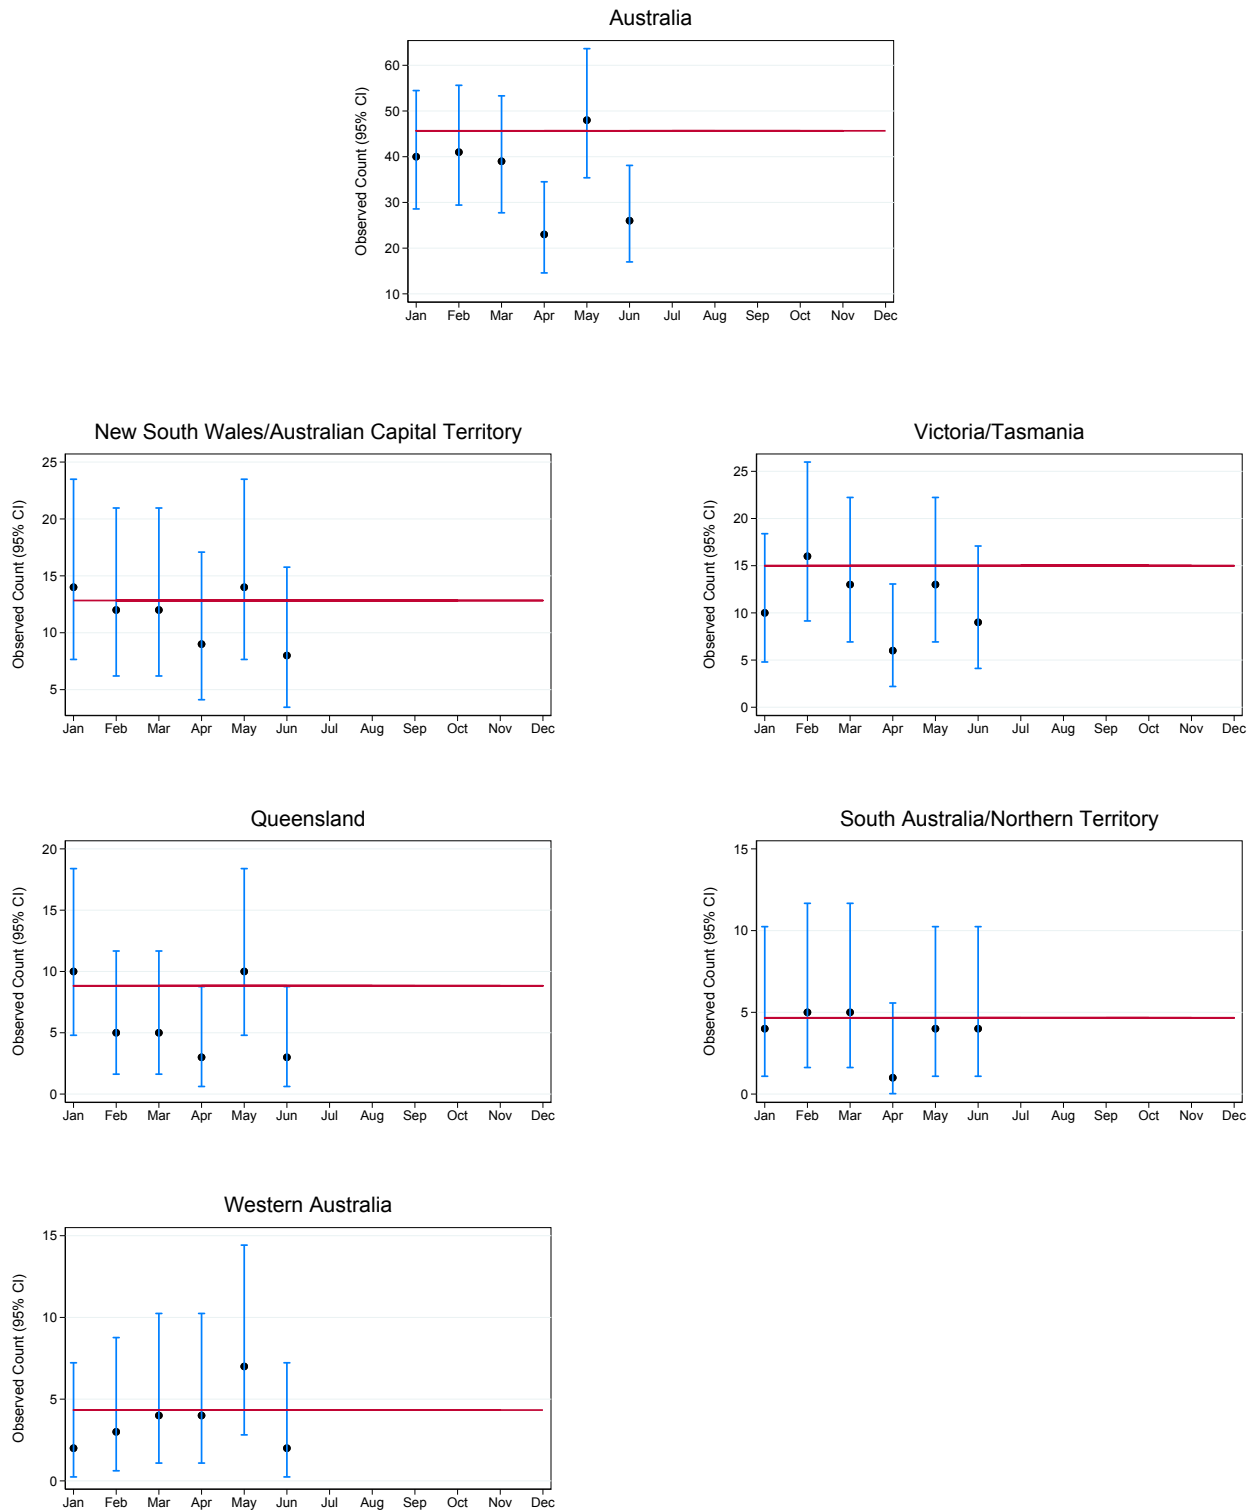 Australia
Observed Count (95% CI)
60
50
40
30
20
10
Jan Feb Mar Apr May Jun Jul Aug Sep Oct Nov Dec
New South Wales/Australian Capital Territory
Observed Count (95% CI)
25
20
15
10
5
Jan Feb Mar Apr May Jun Jul Aug Sep Oct Nov Dec
Victoria/Tasmania
Observed Count (95% CI)
25
20
15
10
5
0
Jan Feb Mar Apr May Jun Jul Aug Sep Oct Nov Dec
Queensland
Observed Count (95% CI)
20
15
10
5
0
Jan Feb Mar Apr May Jun Jul Aug Sep Oct Nov Dec
South Australia/Northern Territory
Observed Count (95% CI)
15
10
5
0
Jan Feb Mar Apr May Jun Jul Aug Sep Oct Nov Dec
Western Australia
Observed Count (95% CI)
15
10
5
0
Jan Feb Mar Apr May Jun Jul Aug Sep Oct Nov Dec